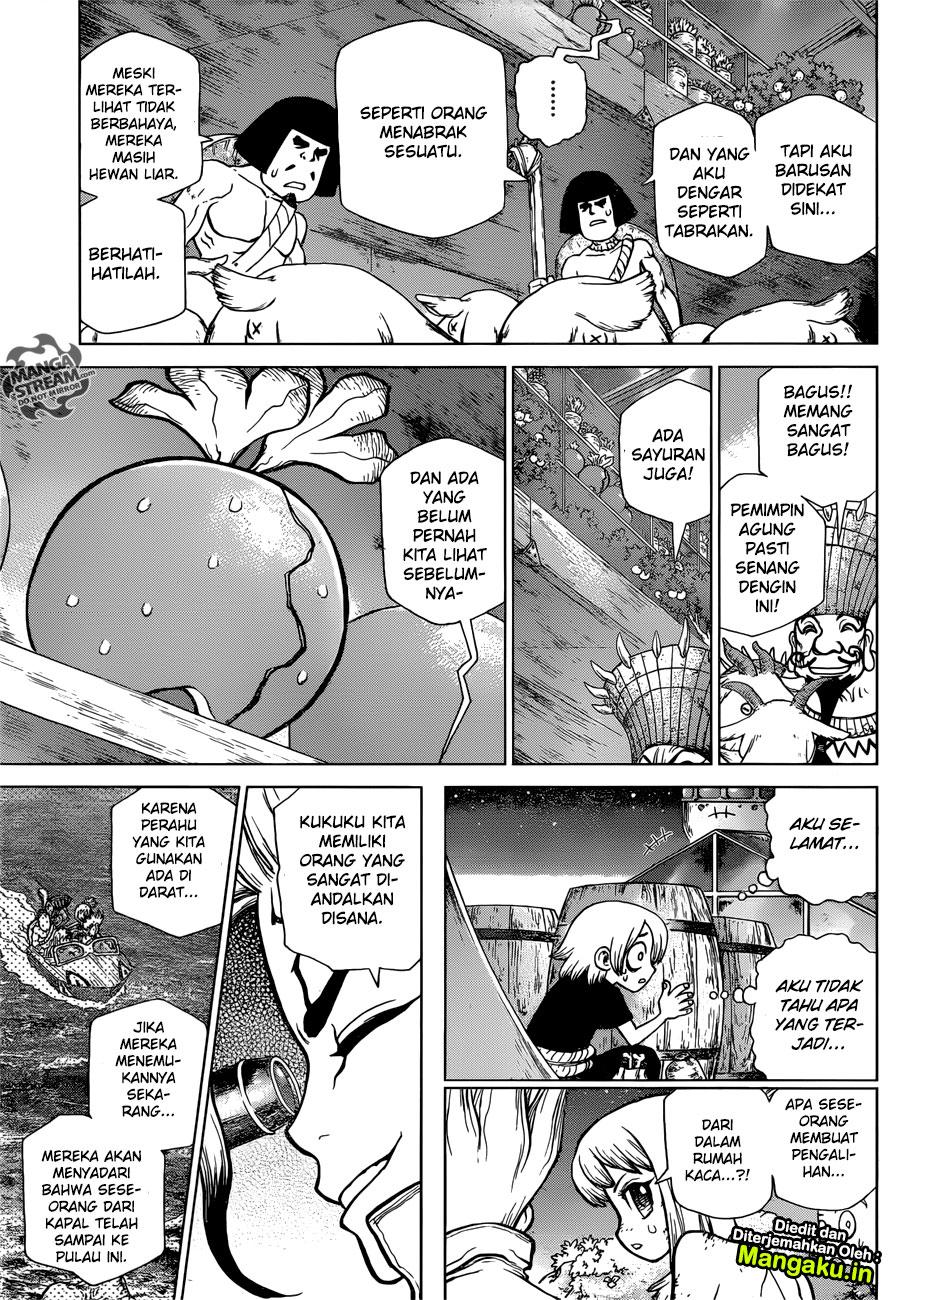 TAPI AKU
BARUSAN
DIDEKAT
SINI...
DAN YANG
AKU
DENGAR
SEPERTI
TABRAKAN.
........
SEPERTI ORANG
MENABRAK
SESUATU.
MESKI
MEREKA TER-
LIHAT TIDAK
BERBAHAYA,
MEREKA
MASIH
HEWAN LIAR.
BERHATI-
HATILAH.
MANGA
STREAM.com
DO NOT MIRROR
BAGUS!!
MEMANG
SANGAT
BAGUS!
PEMIMPIN
AGUNG
PASTI
SENANG
DENGIN
INI!
ADA
SAYURAN
JUGA!
DAN ADA
YANG
BELUM
PERNAH
KITA LIHAT
SEBELUM-
NYA-
AKU SE-
LAMAT...
AKU TIDAK
TAHU APA
YANG TER-
JADI...
APA SESE-
ORANG
MEMBUAT
PENGALI-
HAN...
DARI
DALAM
RUMAH
KACA...?!
KUKUKU KITA
MEMILIKI
ORANG YANG
SANGAT DI-
ANDALKAN
DISANA.
KARENA
PERAHU
YANG KITA
GUNAKAN
ADA DI
DARAT...
JIKA
MEREKA
MENEMU-
KANNYA
SEKA-
RANG...
MEREKA AKAN
MENYADARI
BAHWA SESE-
ORANG DARI
KAPAL TELAH
SAMPAI KE
PULAU INI.
Diedit dan
Diterjemahkan Oleh :
Mangaku.in